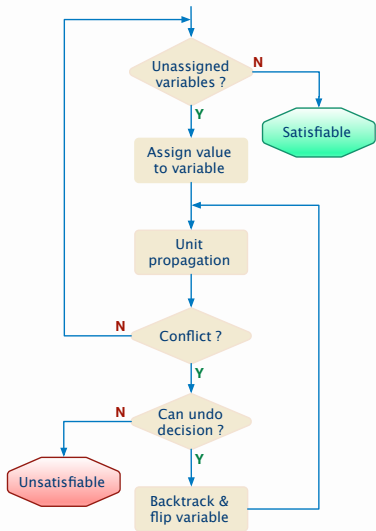 Unassigned
variables ?
N
Y
Satisfiable
Assign value
to variable
Unit
propagation
N
Conflict ?
Y
N
Can undo
decision ?
Y
Unsatisfiable
Backtrack &
flip variable